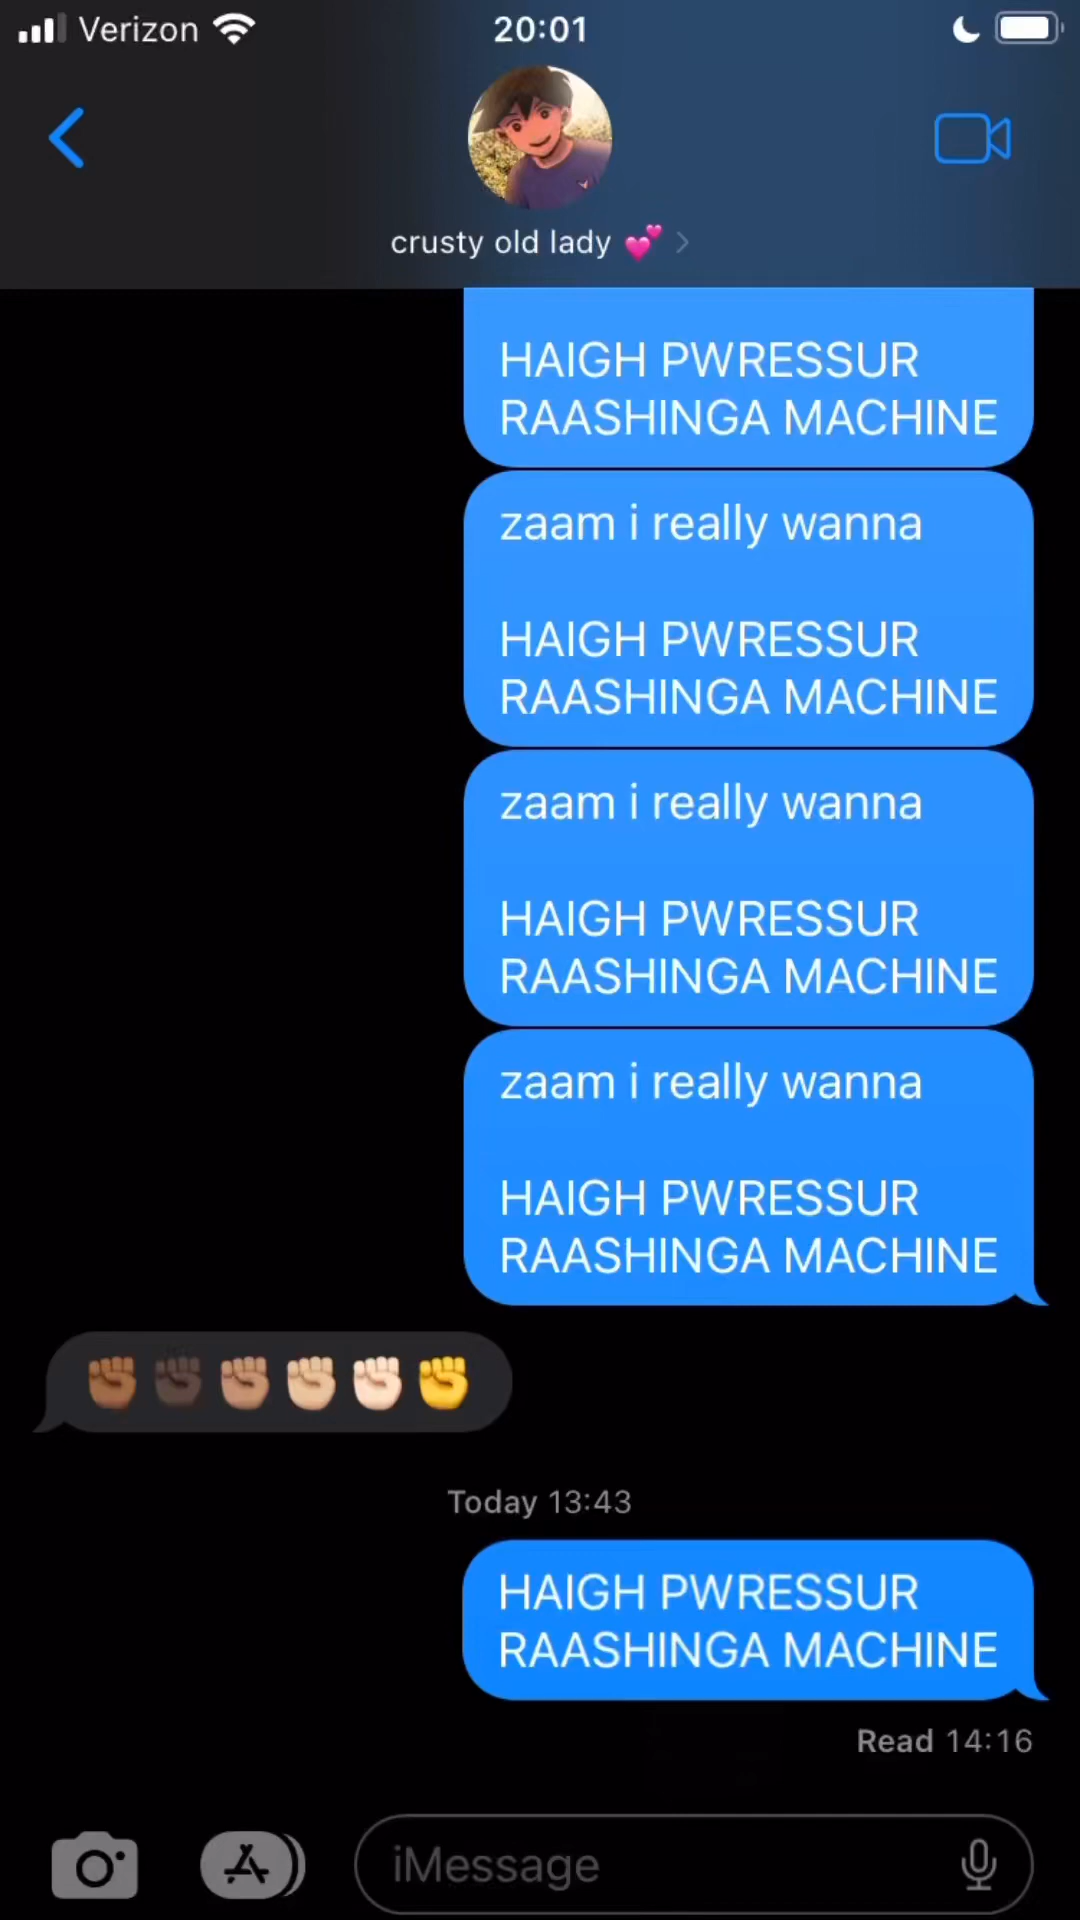 Verizon
20:01
crusty old lady 💕
HAIGH PWRESSUR
RAASHINGA MACHINE
zaam i really wanna
HAIGH PWRESSUR
RAASHINGA MACHINE
zaam i really wanna
HAIGH PWRESSUR
RAASHINGA MACHINE
zaam i really wanna
HAIGH PWRESSUR
RAASHINGA MACHINE
✊🏾✊🏿✊🏽✊🏼✊🏻✊
Today 13:43
HAIGH PWRESSUR
RAASHINGA MACHINE
Read 14:16
iMessage